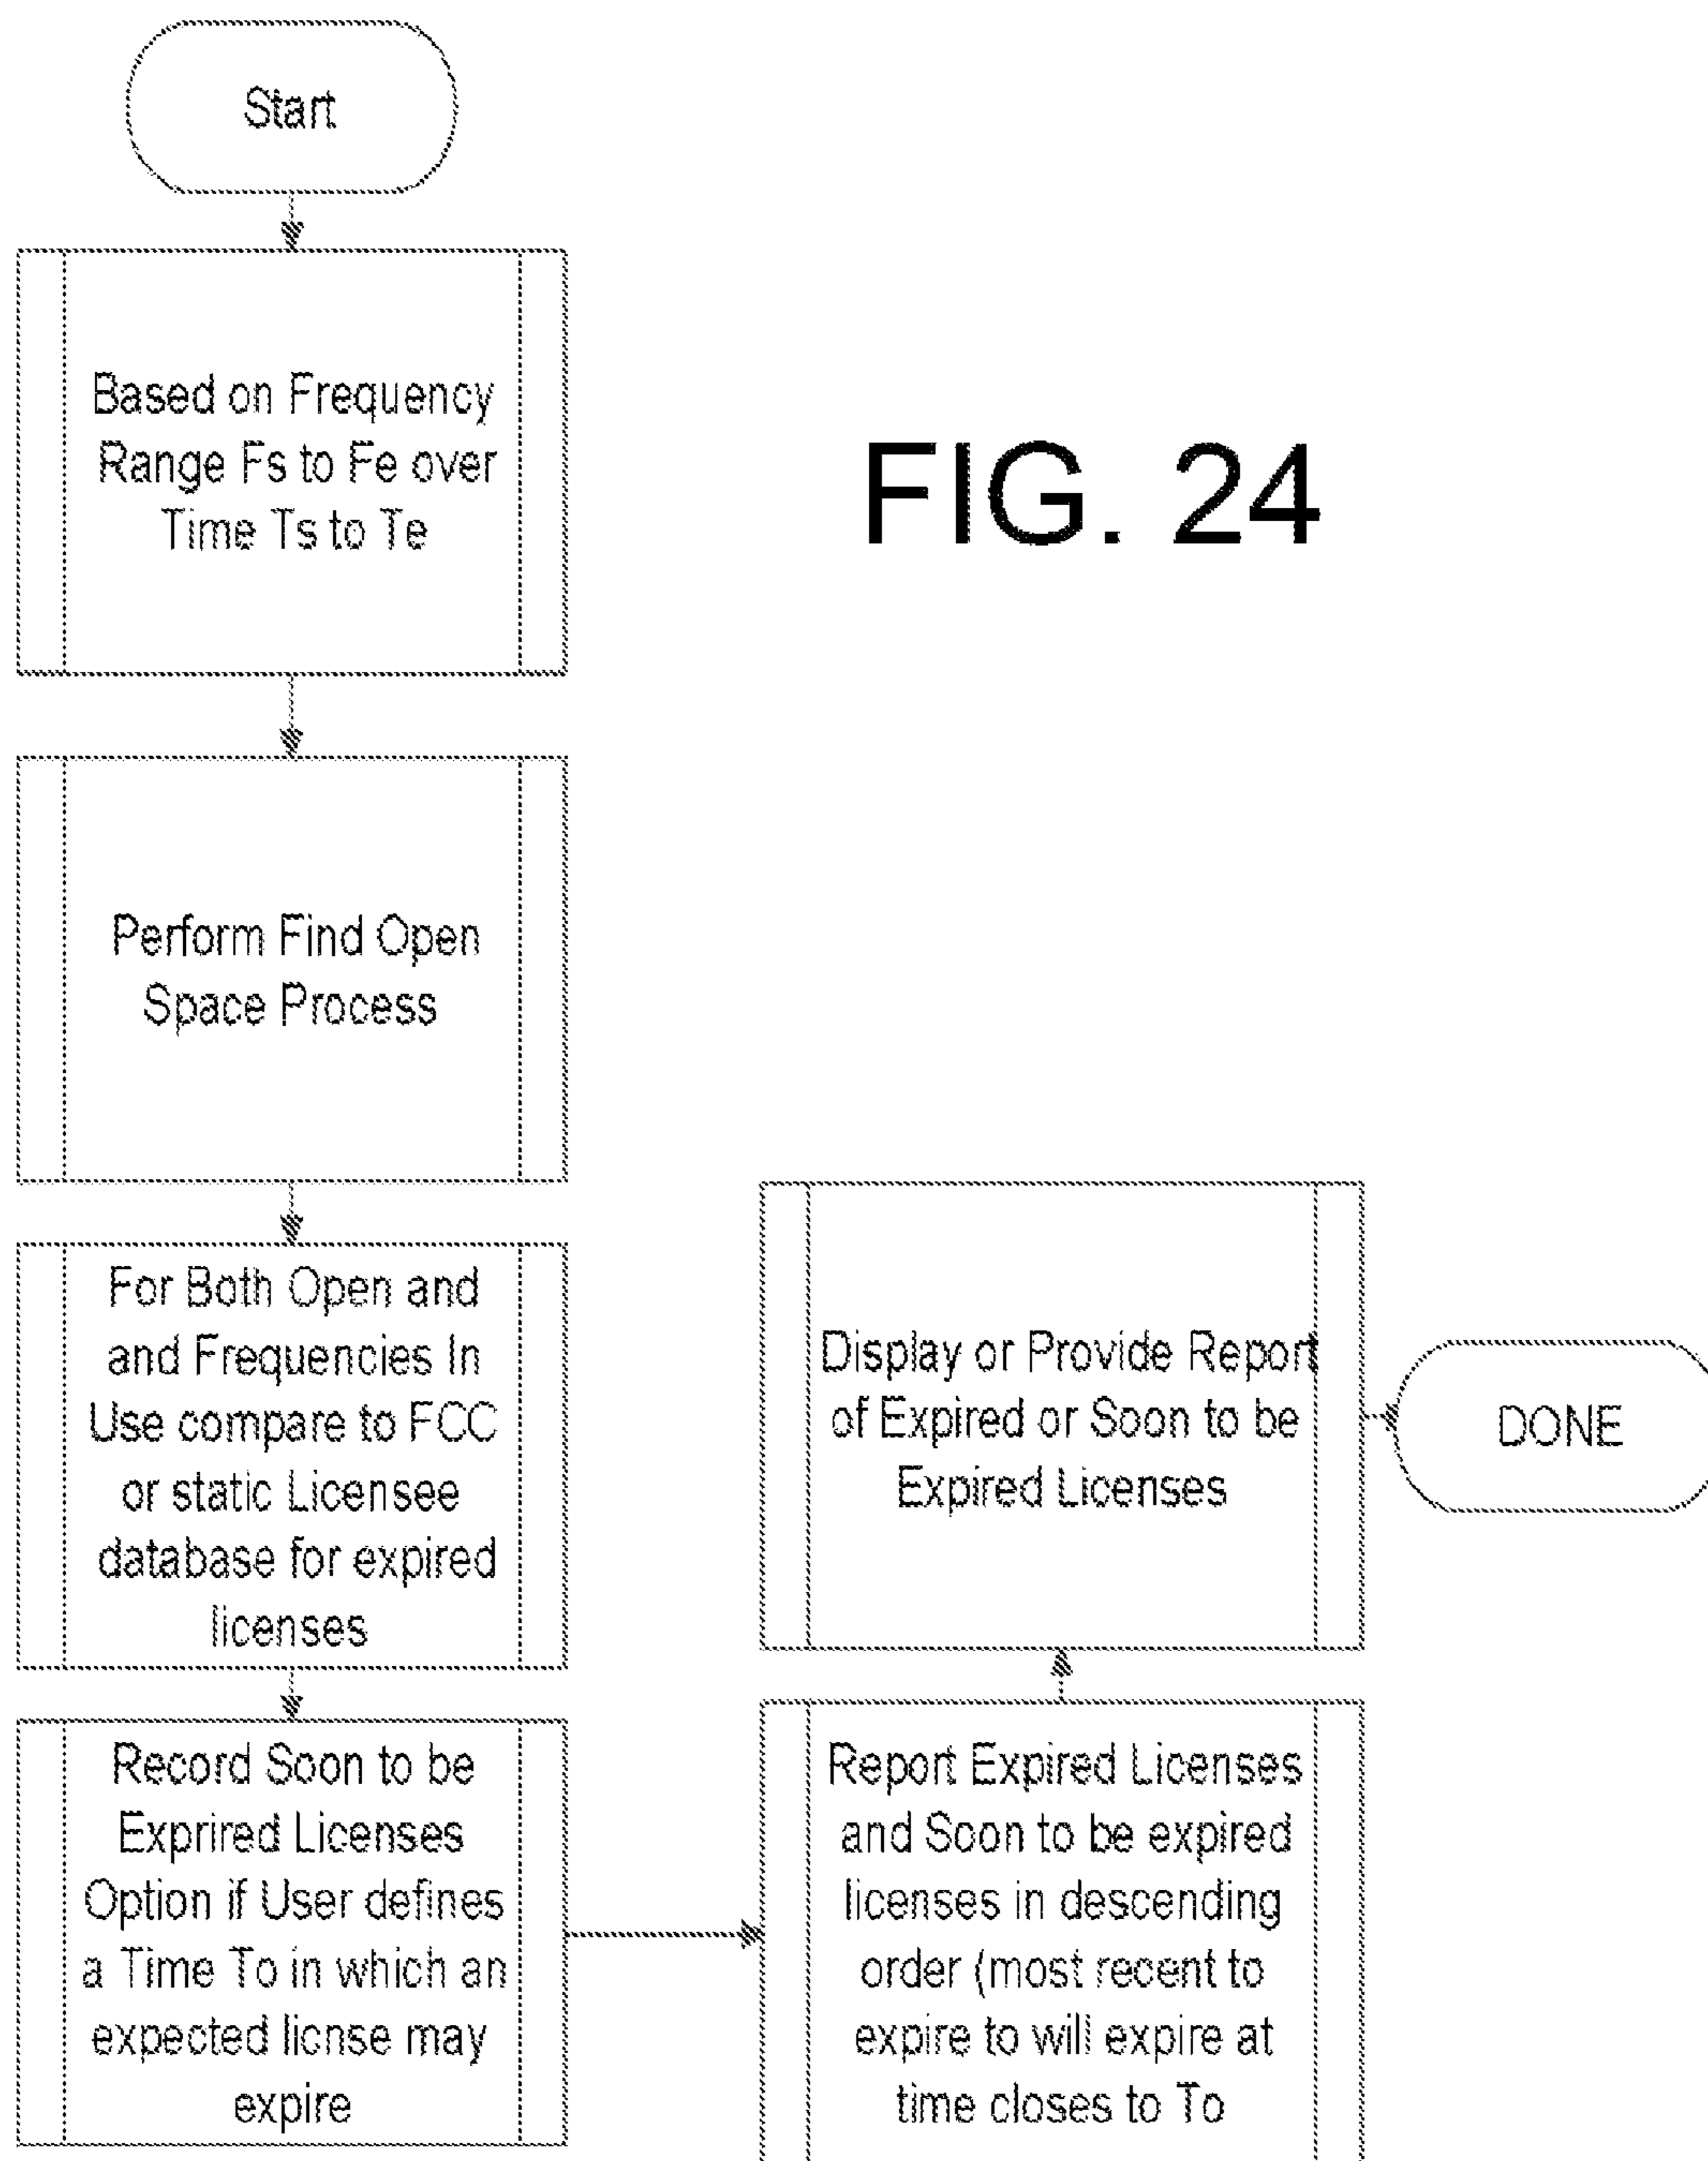 Start
Based on Frequency
Range Fs to Fe over
Time Ts to Te
FIG. 24
Perform Find Open
Space Process
For Both Open and
and Frequencies In
Use compare to FCC
or static Licensee
database for expired
licenses
Record Soon to be
Exprired Licenses
Option if User defines
a Time To in which an
expected licnse may
expire
Report Expired Licenses
and Soon to be expired
licenses in descending
order (most recent to
expire to will expire at
time closes to To
Display or Provide Report
of Expired or Soon to be
Expired Licenses
DONE